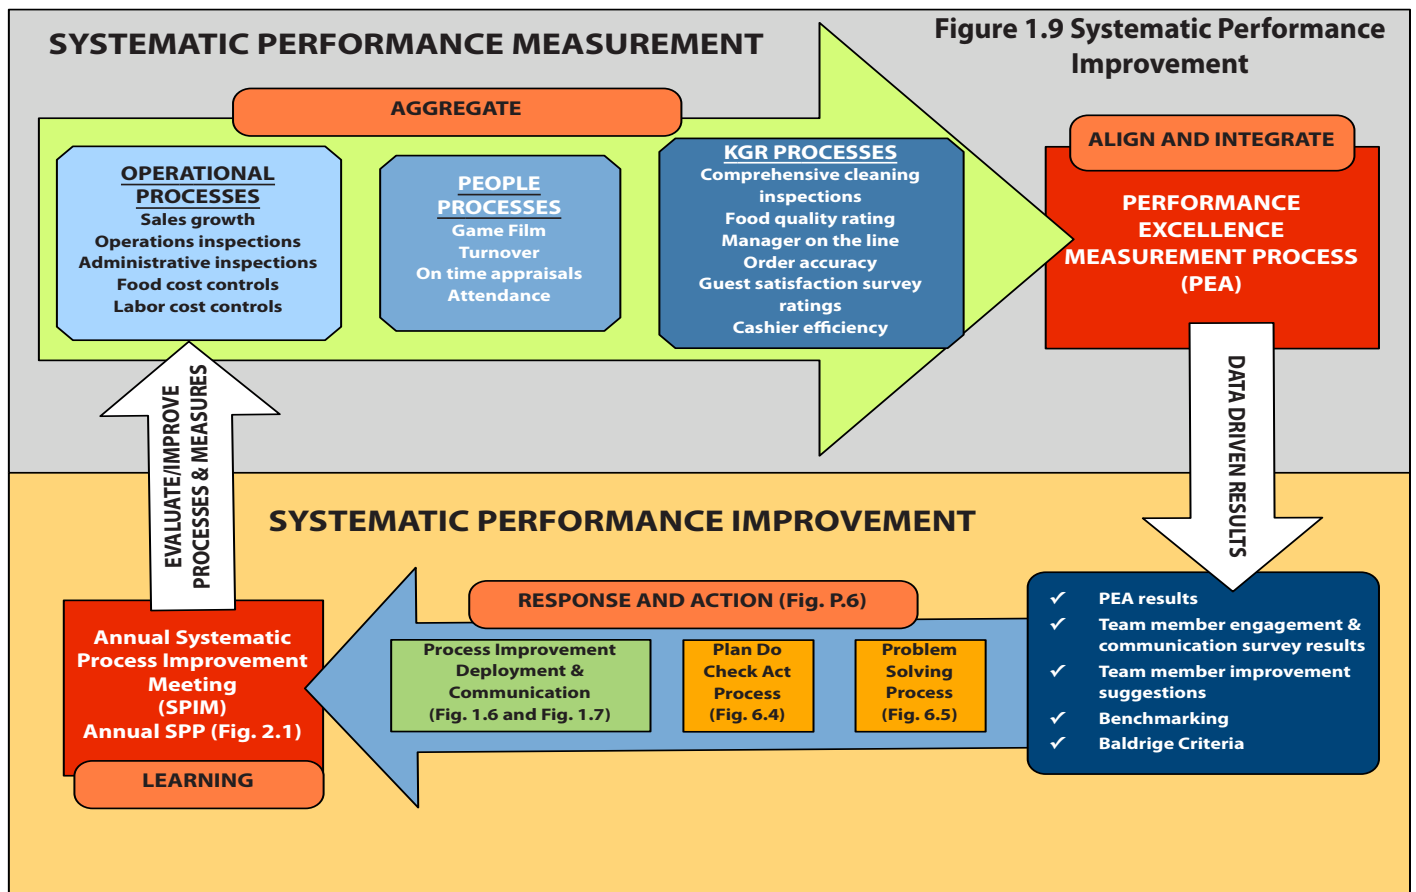 SYSTEMATIC PERFORMANCE MEASUREMENT
Figure 1.9 Systematic Performance
Improvement
AGGREGATE
OPERATIONAL
PROCESSES
Sales growth
Operations inspections
Administrative inspections
Food cost controls
Labor cost controls
PEOPLE
PROCESSES
Game Film
Turnover
On time appraisals
Attendance
KGR PROCESSES
Comprehensive cleaning
inspections
Food quality rating
Manager on the line
Order accuracy
Guest satisfaction survey
ratings
Cashier efficiency
ALIGN AND INTEGRATE
PERFORMANCE
EXCELLENCE
MEASUREMENT PROCESS
(PEA)
DATA DRIVEN RESULTS
EVALUATE/IMPROVE
PROCESSES & MEASURES
SYSTEMATIC PERFORMANCE IMPROVEMENT
✓ PEA results
✓ Team member engagement &
communication survey results
✓ Team member improvement
suggestions
✓ Benchmarking
✓ Baldrige Criteria
RESPONSE AND ACTION (Fig. P.6)
Process Improvement
Deployment &
Communication
(Fig. 1.6 and Fig. 1.7)
Plan Do
Check Act
Process
(Fig. 6.4)
Problem
Solving
Process
(Fig. 6.5)
Annual Systematic
Process Improvement
Meeting
(SPIM)
Annual SPP (Fig. 2.1)
LEARNING